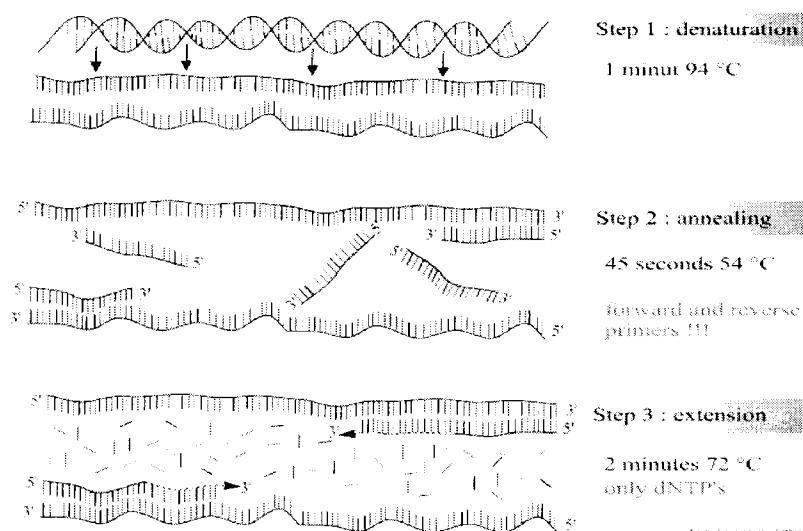 Step 1 : denaturation
1 minut 94 °C
5'
5'
3'
Step 2 : annealing
3'
3'
5'
5'
45 seconds 54 °C
5'
3'
3'
3'
forward and reverse
3'
5'
primers !!!
5'
3'
Step 3 : extension
3'
5'
2 minutes 72 °C
5'
3'
only dNTP's
3'
5'